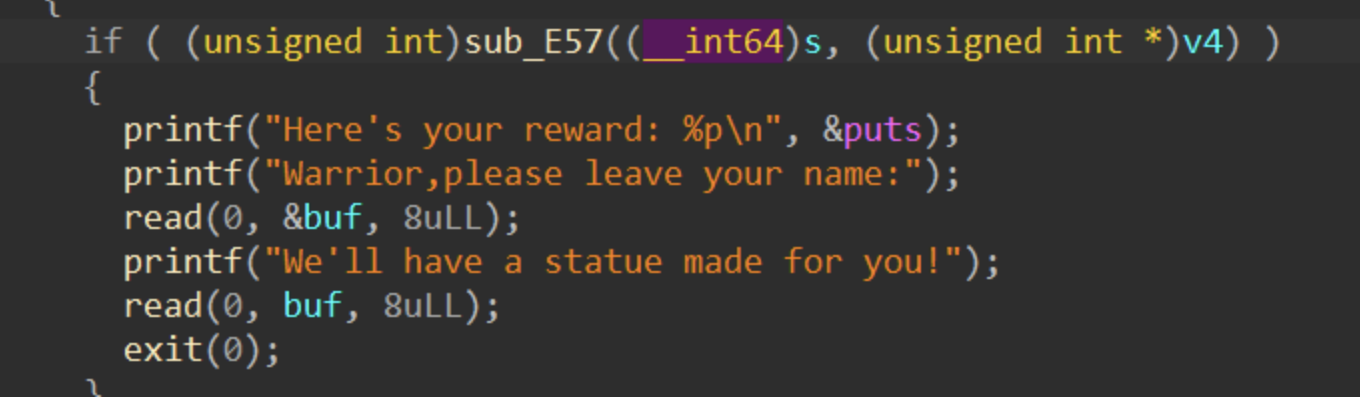 {
if ( (unsigned int)sub_E57((__int64)s, (unsigned int *)v4) )
{
printf("Here's your reward: %p\n", &puts);
printf("Warrior,please leave your name:");
read(0, &buf, 8uLL);
printf("We'll have a statue made for you!");
read(0, buf, 8uLL);
exit(0);
}